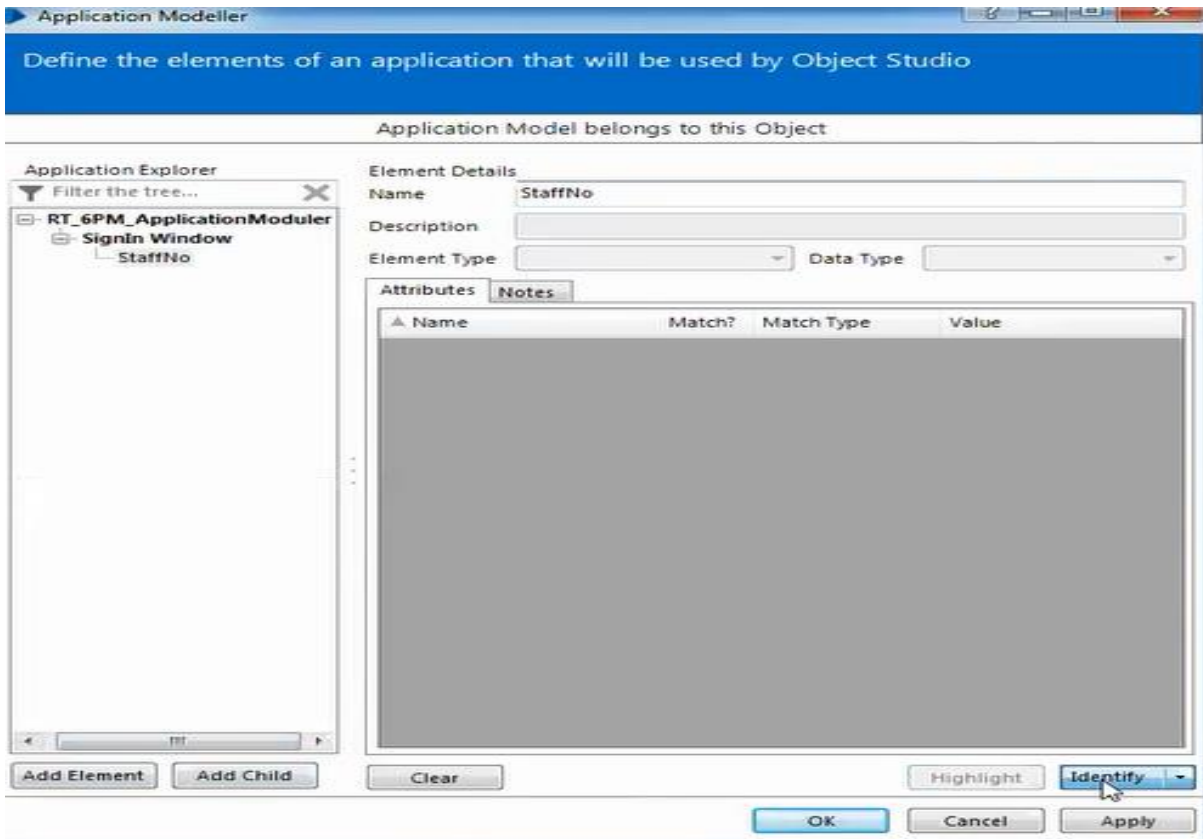 Application Modeller
Define the elements of an application that will be used by Object Studio
Application Model belongs to this Object
Application Explorer
Filter the tree...
RT_6PM_ApplicationModuler
SignIn Window
StaffNo
Element Details
Name StaffNo
Description
Element Type Data Type
Attributes Notes
Name Match? Match Type Value
Add Element Add Child Clear Highlight Identify
OK Cancel Apply